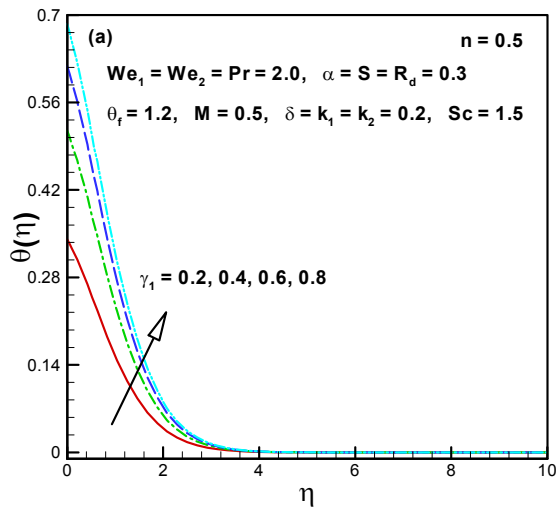 (a)
n = 0.5
We₁ = We₂ = Pr = 2.0, α = S = R_d = 0.3
θ_f = 1.2, M = 0.5, δ = k₁ = k₂ = 0.2, Sc = 1.5
γ₁ = 0.2, 0.4, 0.6, 0.8
θ(η)
0.7
0.56
0.42
0.28
0.14
0
0 2 4 6 8 10
η